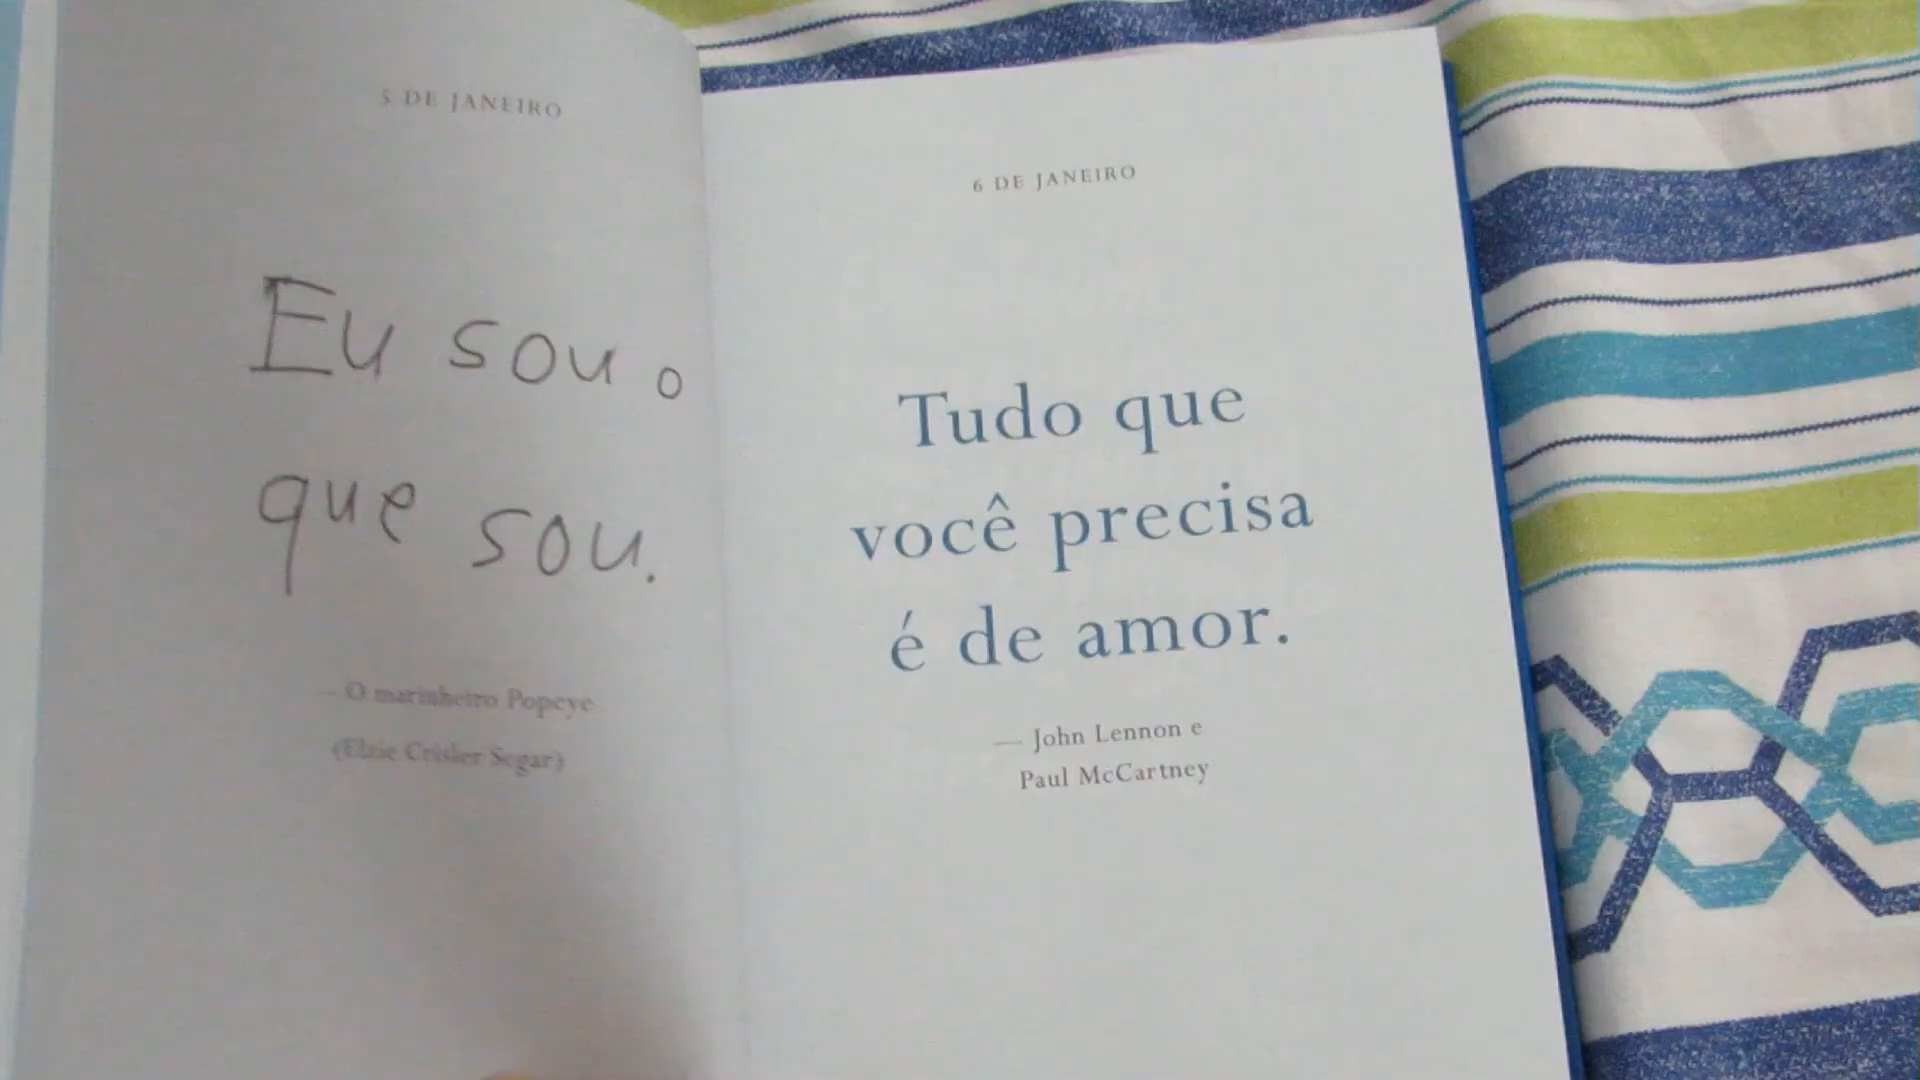 5 DE JANEIRO
Eu sou o
que sou.
— O marinheiro Popeye
(Elzie Crisler Segar)
6 DE JANEIRO
Tudo que
você precisa
é de amor.
— John Lennon e
Paul McCartney